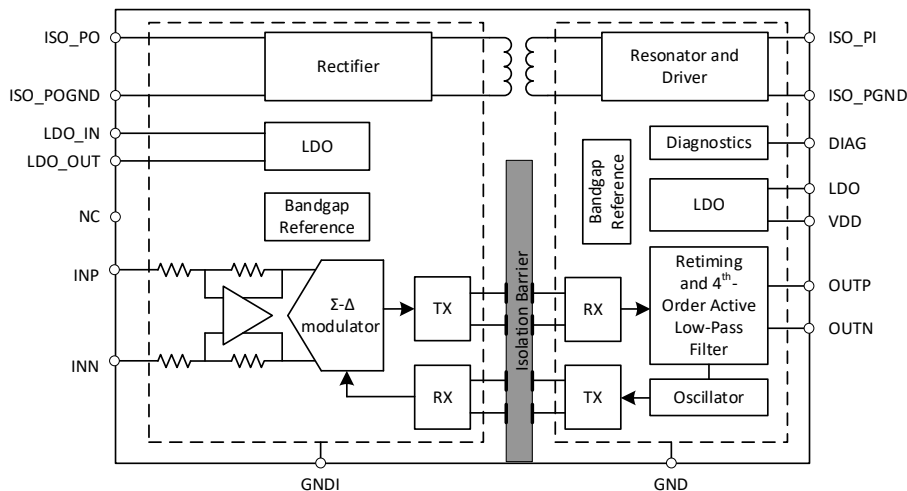 ISO_PO
ISO_POGND
LDO_IN
LDO_OUT
NC
INP
INN
Rectifier
LDO
Bandgap
Reference
Σ-Δ
modulator
TX
RX
GNDI
Isolation Barrier
Resonator and
Driver
Bandgap
Reference
Diagnostics
LDO
RX
Retiming and 4th-
Order Active
Low-Pass
Filter
TX
Oscillator
GND
ISO_PI
ISO_PGND
DIAG
LDO
VDD
OUTP
OUTN